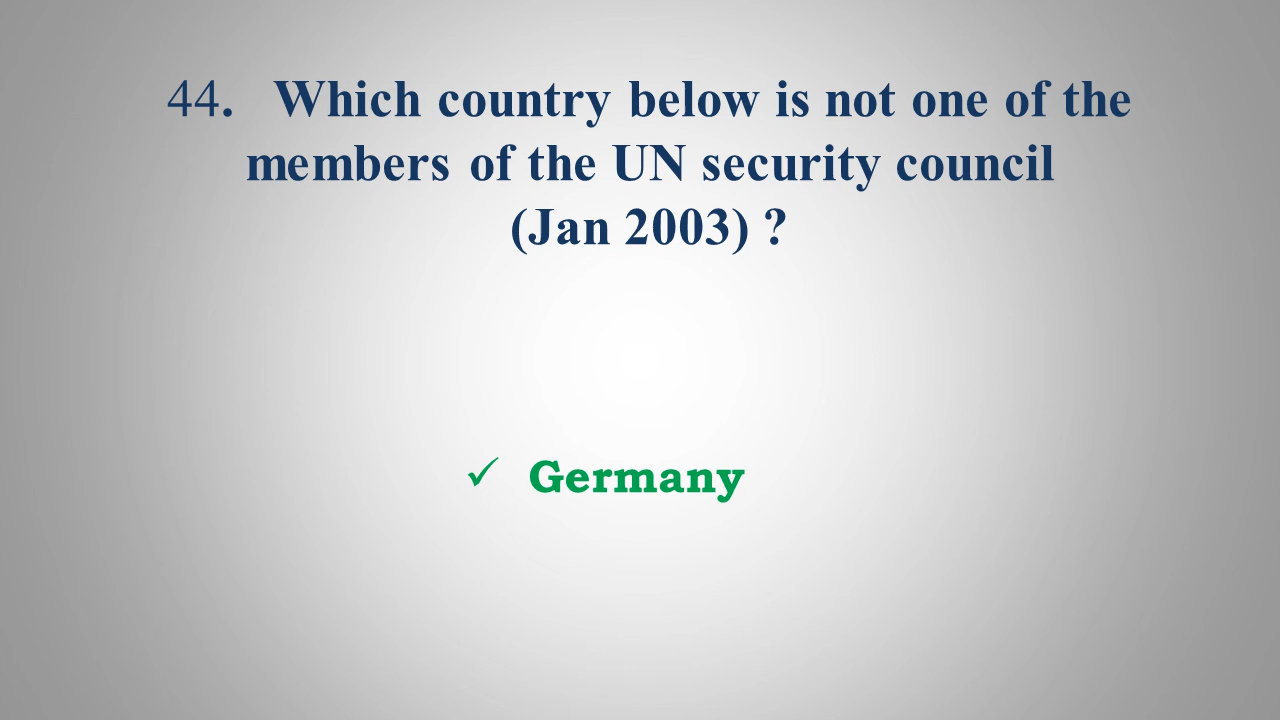 44. Which country below is not one of the
members of the UN security council
(Jan 2003) ?
✓ Germany